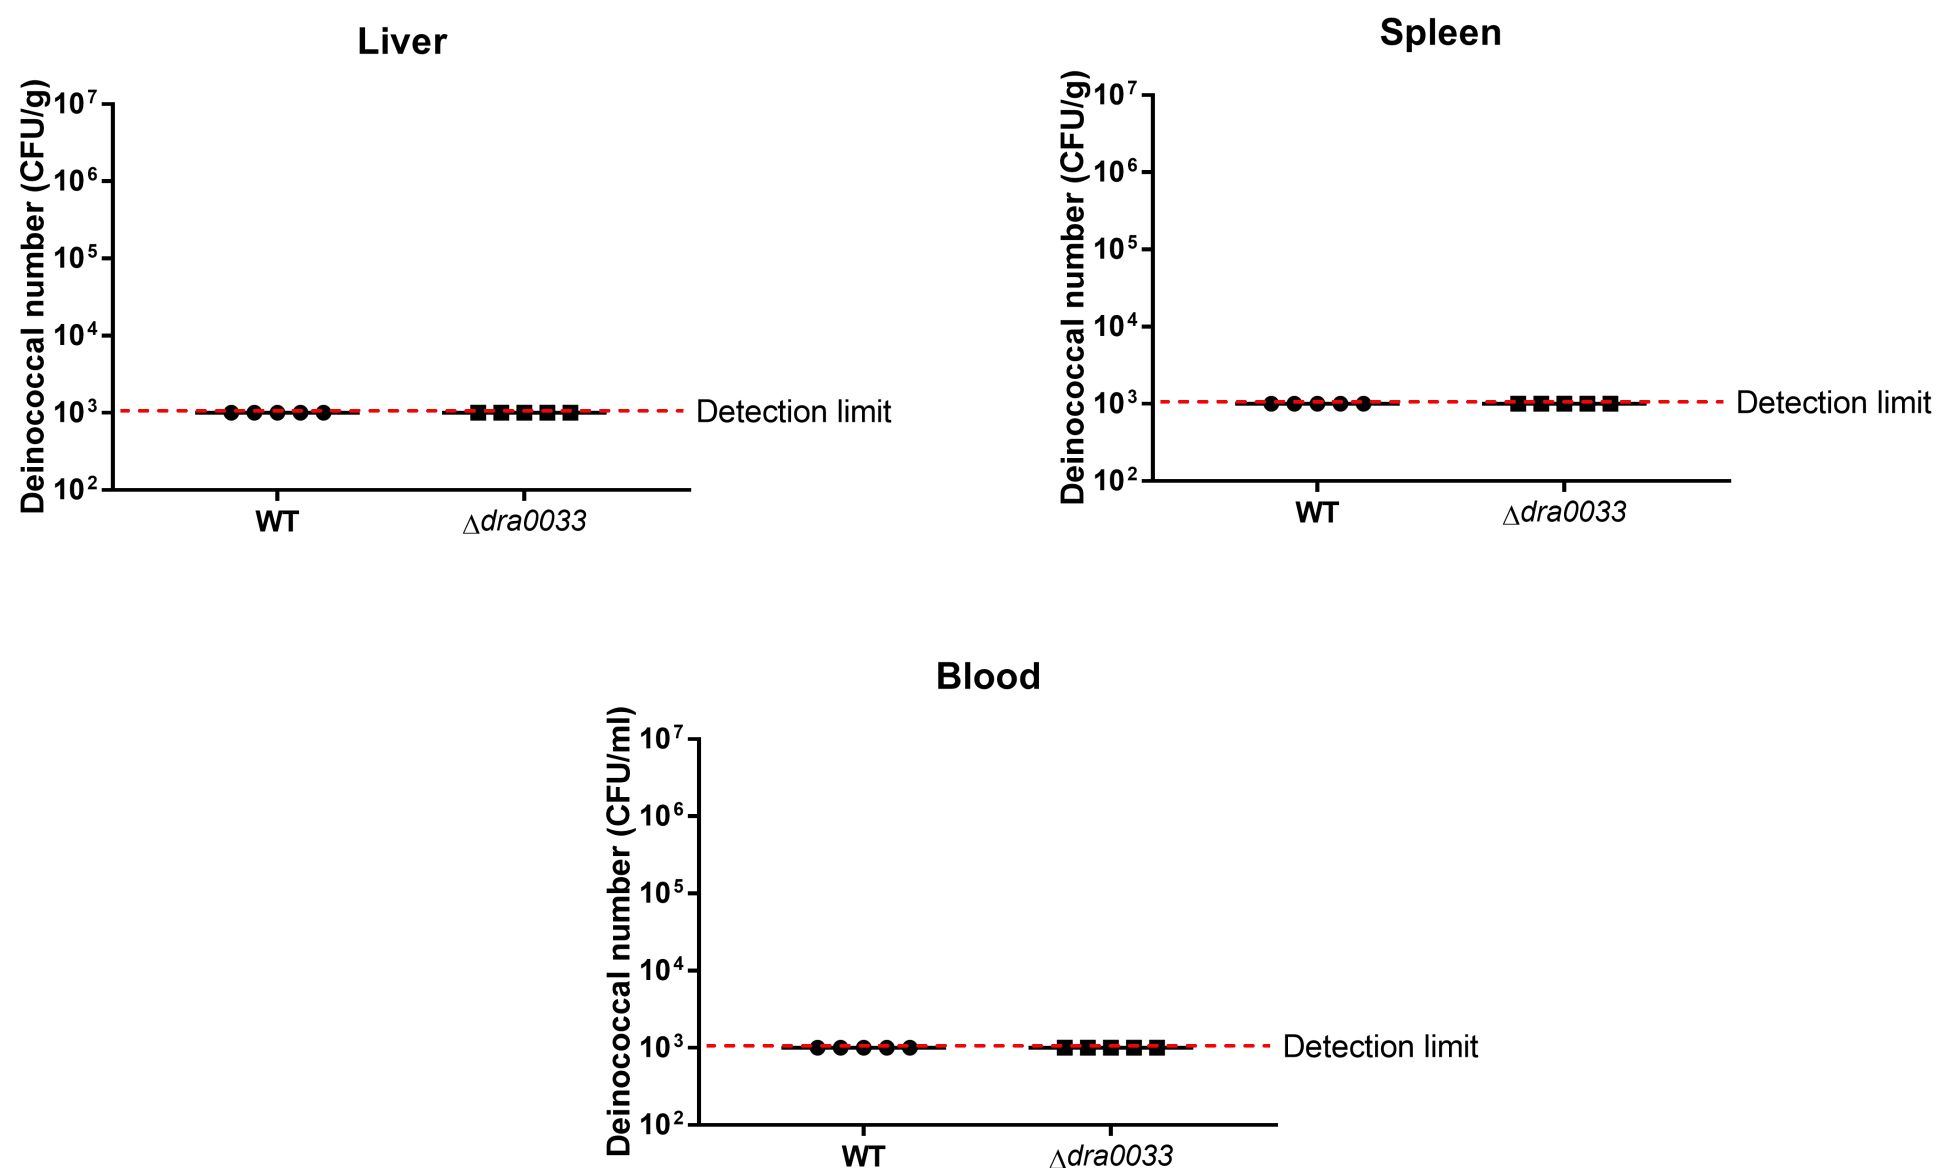 Liver
Deinococcal number (CFU/g)
10⁷
10⁶
10⁵
10⁴
10³
10²
Detection limit
WT
Δdra0033
Spleen
Deinococcal number (CFU/g)
10⁷
10⁶
10⁵
10⁴
10³
10²
Detection limit
WT
Δdra0033
Blood
Deinococcal number (CFU/ml)
10⁷
10⁶
10⁵
10⁴
10³
10²
Detection limit
WT
Δdra0033